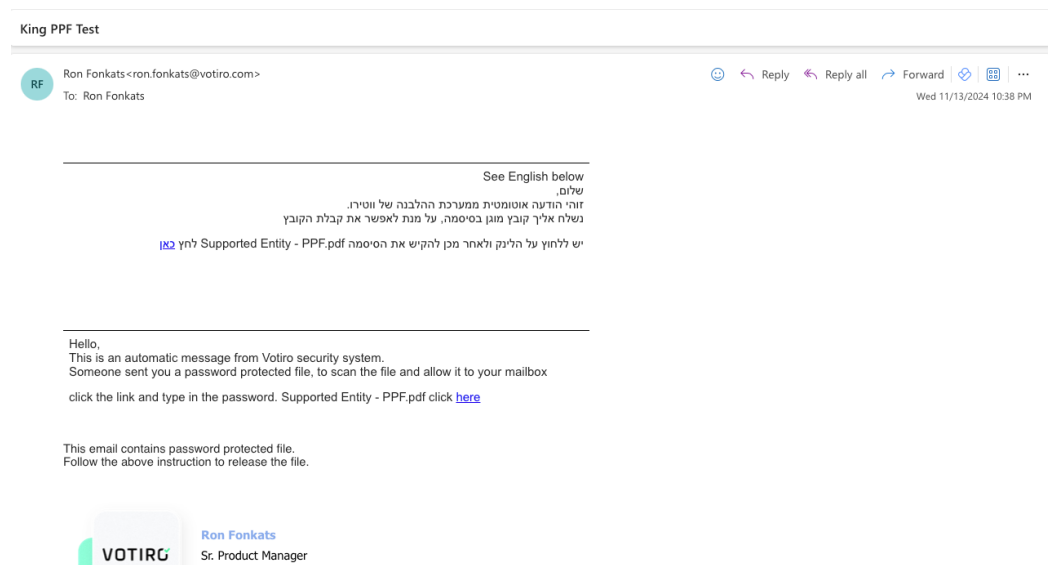 King PPF Test
RF
Ron Fonkats<ron.fonkats@votiro.com>
Reply
Reply all
Forward
To: Ron Fonkats
Wed 11/13/2024 10:38 PM
See English below
שלום,
זוהי הודעה אוטומטית ממערכת ההלבנה של ווטירו.
נשלח אליך קובץ מוגן בסיסמה, על מנת לאפשר את קבלת הקובץ
יש ללחוץ על הלינק ולאחר מכן להקיש את הסיסמה Supported Entity - PPF.pdf לחץ כאן
Hello,
This is an automatic message from Votiro security system.
Someone sent you a password protected file, to scan the file and allow it to your mailbox
click the link and type in the password. Supported Entity - PPF.pdf click here
This email contains password protected file.
Follow the above instruction to release the file.
VOTIRO
Ron Fonkats
Sr. Product Manager